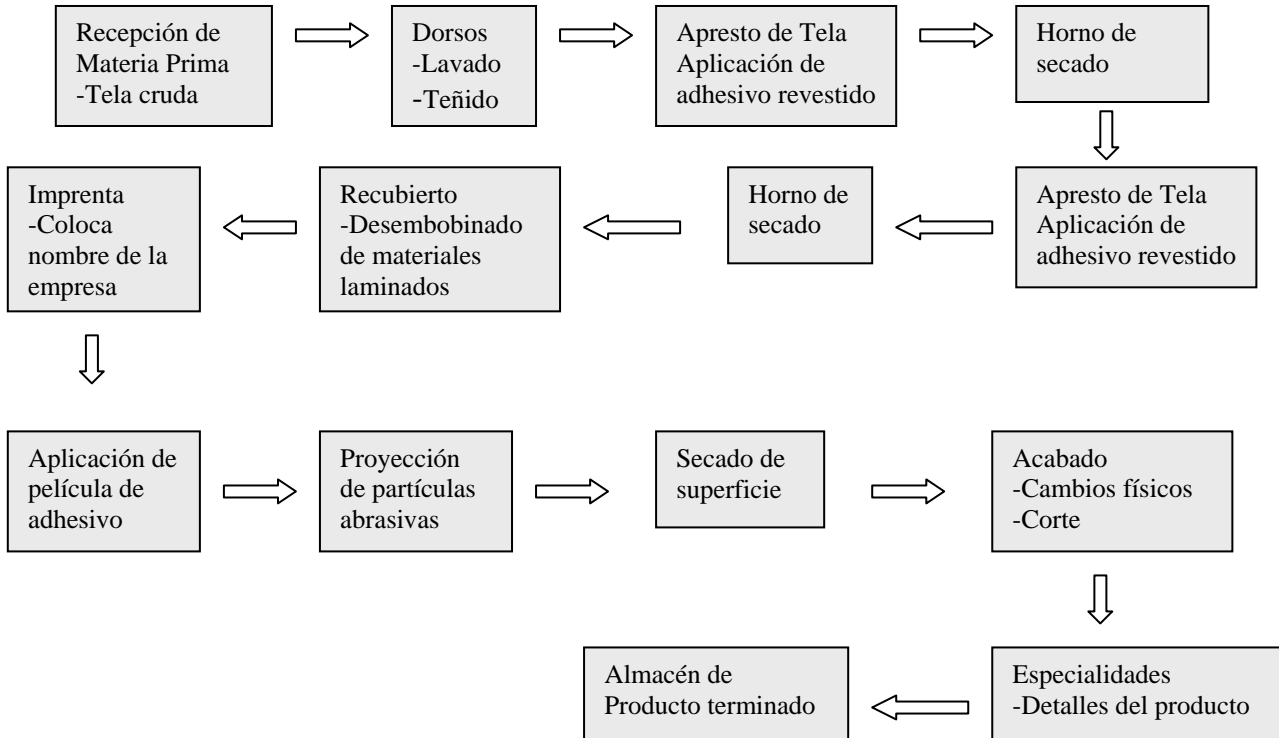 Recepción de
Materia Prima
-Tela cruda
Dorsos
-Lavado
-Teñido
Apresto de Tela
Aplicación de
adhesivo revestido
Horno de
secado
Apresto de Tela
Aplicación de
adhesivo revestido
Horno de
secado
Recubierto
-Desembobinado
de materiales
laminados
Imprenta
-Coloca
nombre de la
empresa
Aplicación de
película de
adhesivo
Proyección
de partículas
abrasivas
Secado de
superficie
Acabado
-Cambios físicos
-Corte
Especialidades
-Detalles del producto
Almacén de
Producto terminado